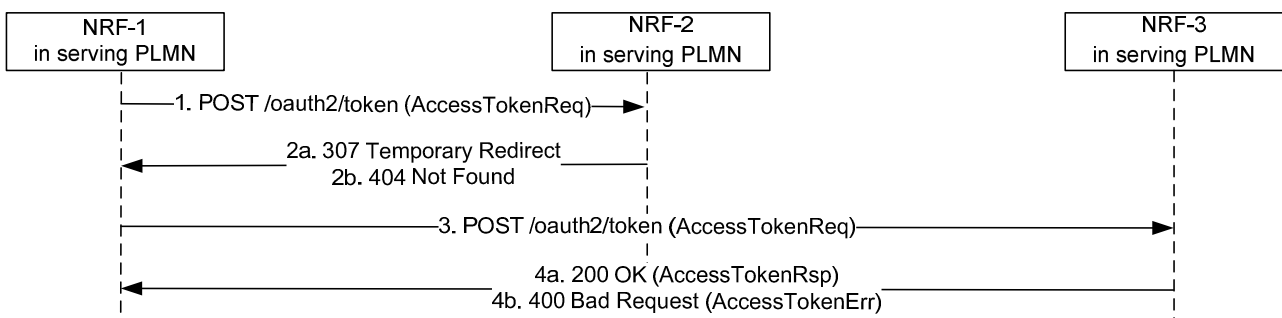 NRF-1
in serving PLMN
NRF-2
in serving PLMN
NRF-3
in serving PLMN
1. POST /oauth2/token (AccessTokenReq)
2a. 307 Temporary Redirect
2b. 404 Not Found
3. POST /oauth2/token (AccessTokenReq)
4a. 200 OK (AccessTokenRsp)
4b. 400 Bad Request (AccessTokenErr)